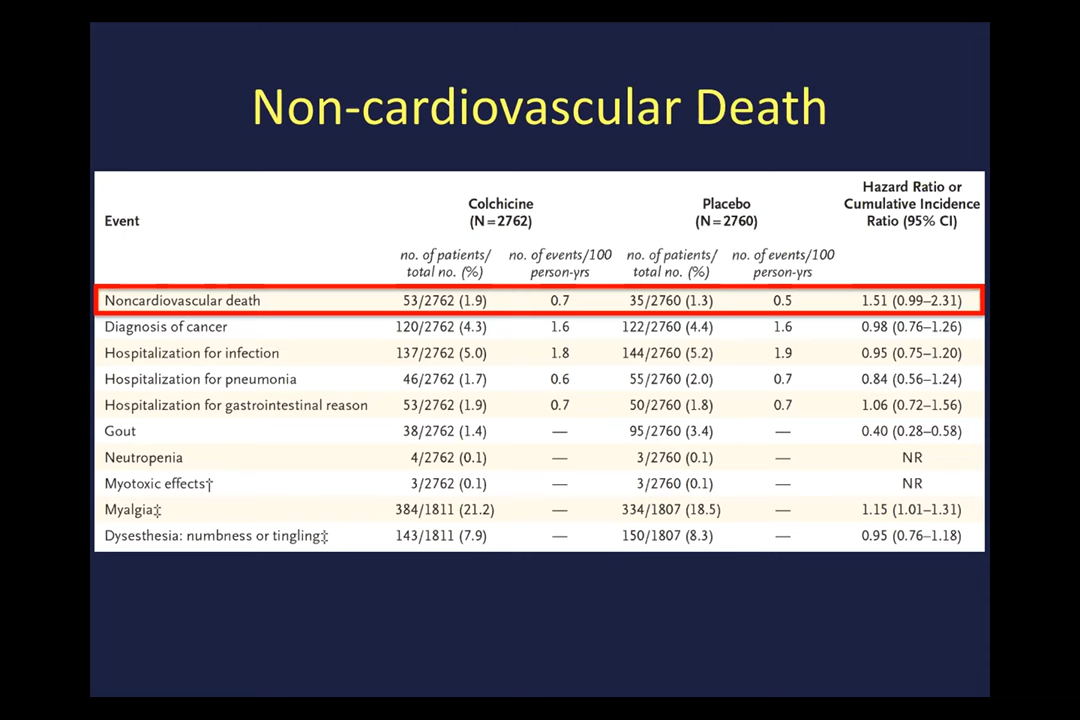 Non-cardiovascular Death
Hazard Ratio or
Colchicine Placebo Cumulative Incidence
Event (N=2762) (N=2760) Ratio (95% CI)
no. of patients/ no. of events/100 no. of patients/ no. of events/100
total no. (%) person-yrs total no. (%) person-yrs
Noncardiovascular death 53/2762 (1.9) 0.7 35/2760 (1.3) 0.5 1.51 (0.99–2.31)
Diagnosis of cancer 120/2762 (4.3) 1.6 122/2760 (4.4) 1.6 0.98 (0.76–1.26)
Hospitalization for infection 137/2762 (5.0) 1.8 144/2760 (5.2) 1.9 0.95 (0.75–1.20)
Hospitalization for pneumonia 46/2762 (1.7) 0.6 55/2760 (2.0) 0.7 0.84 (0.56–1.24)
Hospitalization for gastrointestinal reason 53/2762 (1.9) 0.7 50/2760 (1.8) 0.7 1.06 (0.72–1.56)
Gout 38/2762 (1.4) — 95/2760 (3.4) — 0.40 (0.28–0.58)
Neutropenia 4/2762 (0.1) — 3/2760 (0.1) — NR
Myotoxic effects† 3/2762 (0.1) — 3/2760 (0.1) — NR
Myalgia‡ 384/1811 (21.2) — 334/1807 (18.5) — 1.15 (1.01–1.31)
Dysesthesia: numbness or tingling‡ 143/1811 (7.9) — 150/1807 (8.3) — 0.95 (0.76–1.18)